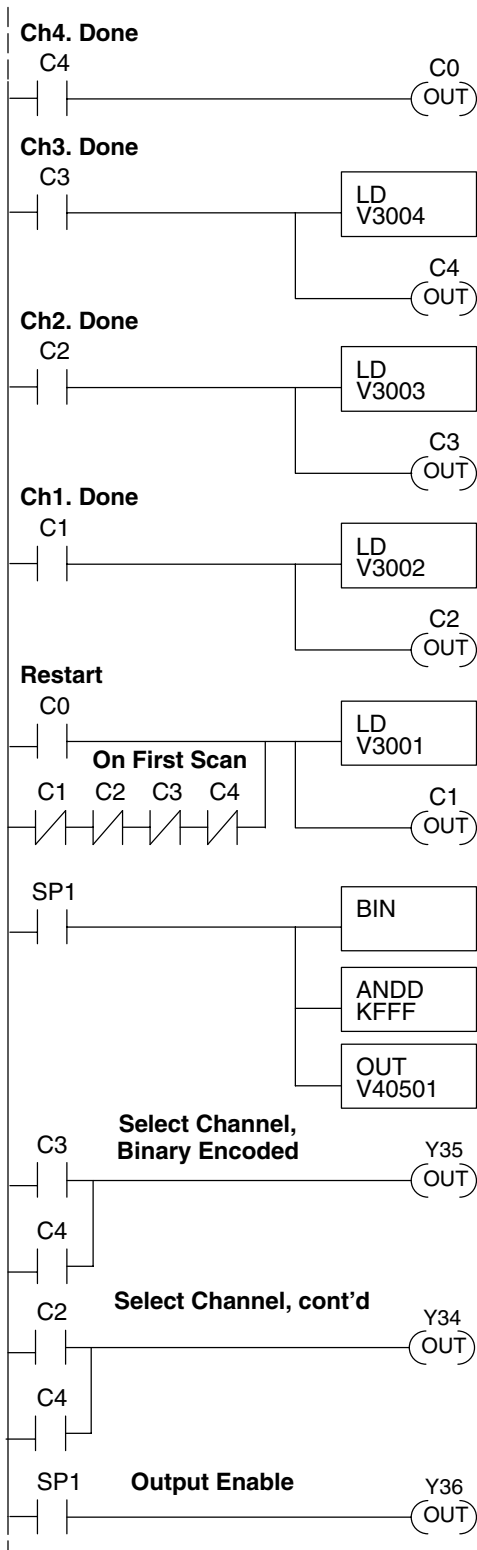 Ch4. Done
C4
C0
OUT
Ch3. Done
C3
LD
V3004
C4
OUT
Ch2. Done
C2
LD
V3003
C3
OUT
Ch1. Done
C1
LD
V3002
C2
OUT
Restart
C0
LD
V3001
On First Scan
C1 C2 C3 C4
C1
OUT
SP1
BIN
ANDD
KFFF
OUT
V40501
Select Channel,
Binary Encoded
C3
Y35
OUT
C4
Select Channel, cont’d
C2
Y34
OUT
C4
SP1 Output Enable Y36
OUT